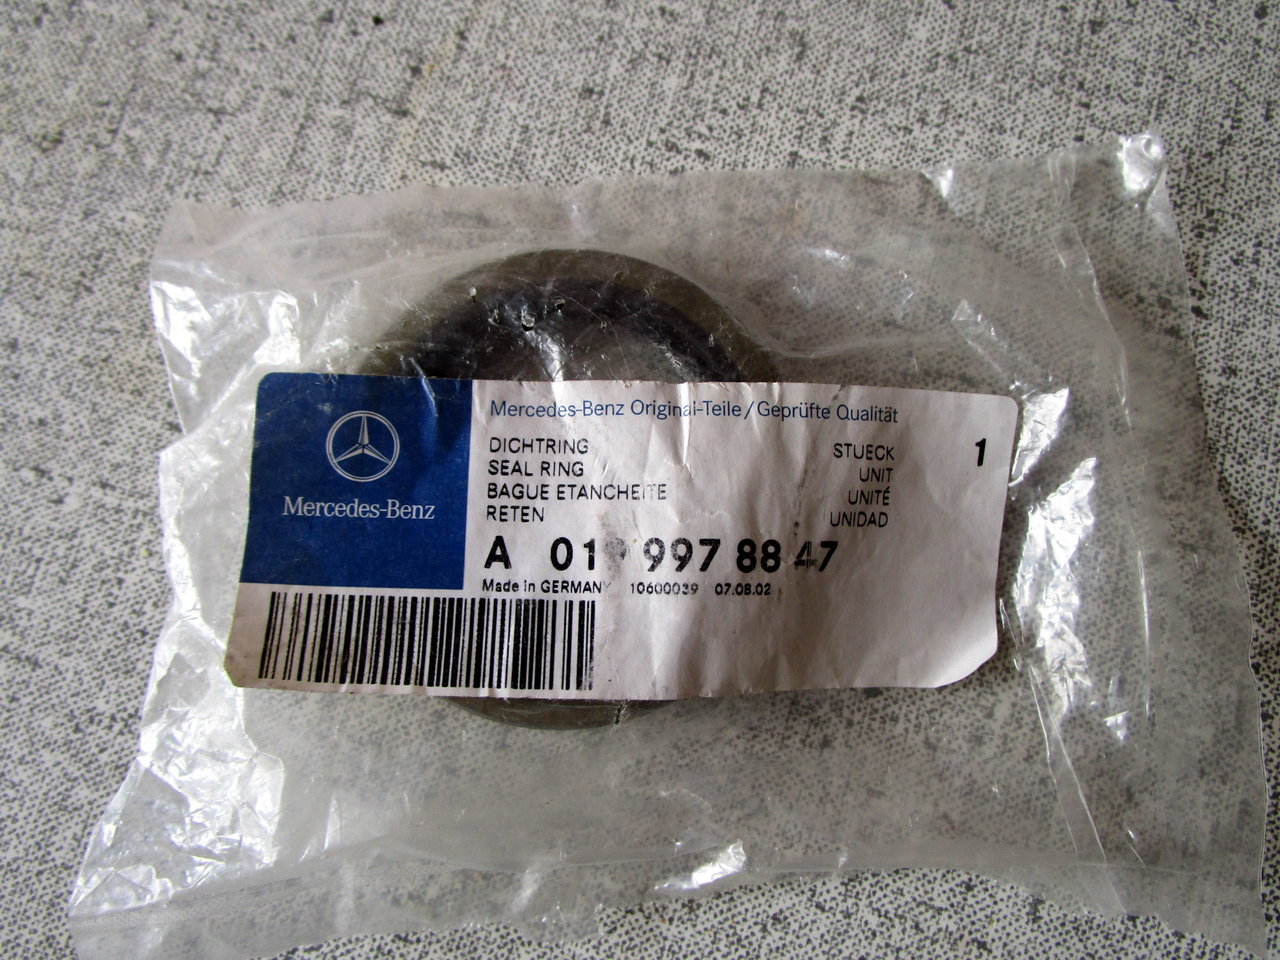 Mercedes-Benz
Mercedes-Benz Original-Teile/Geprüfte Qualität
DICHTRING STUECK 1
SEAL RING UNIT
BAGUE ETANCHEITE UNITÉ
RETEN UNIDAD
A 997 88 47
Made in GERMANY 10600039 07.08.02